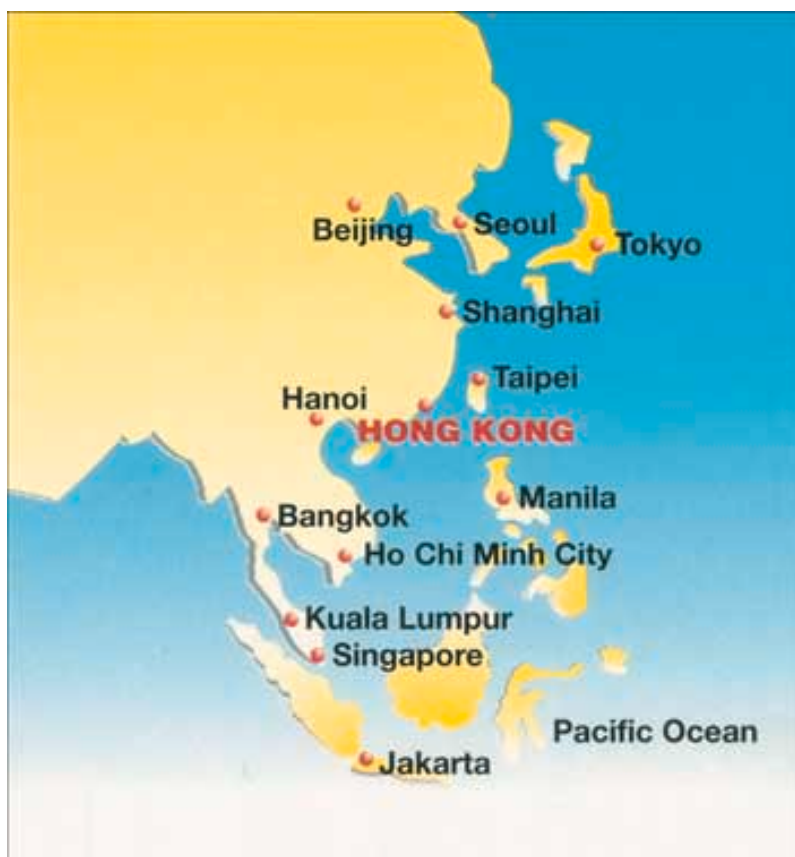 Beijing
Seoul
Tokyo
Shanghai
Taipei
Hanoi
HONG KONG
Manila
Bangkok
Ho Chi Minh City
Kuala Lumpur
Singapore
Pacific Ocean
Jakarta